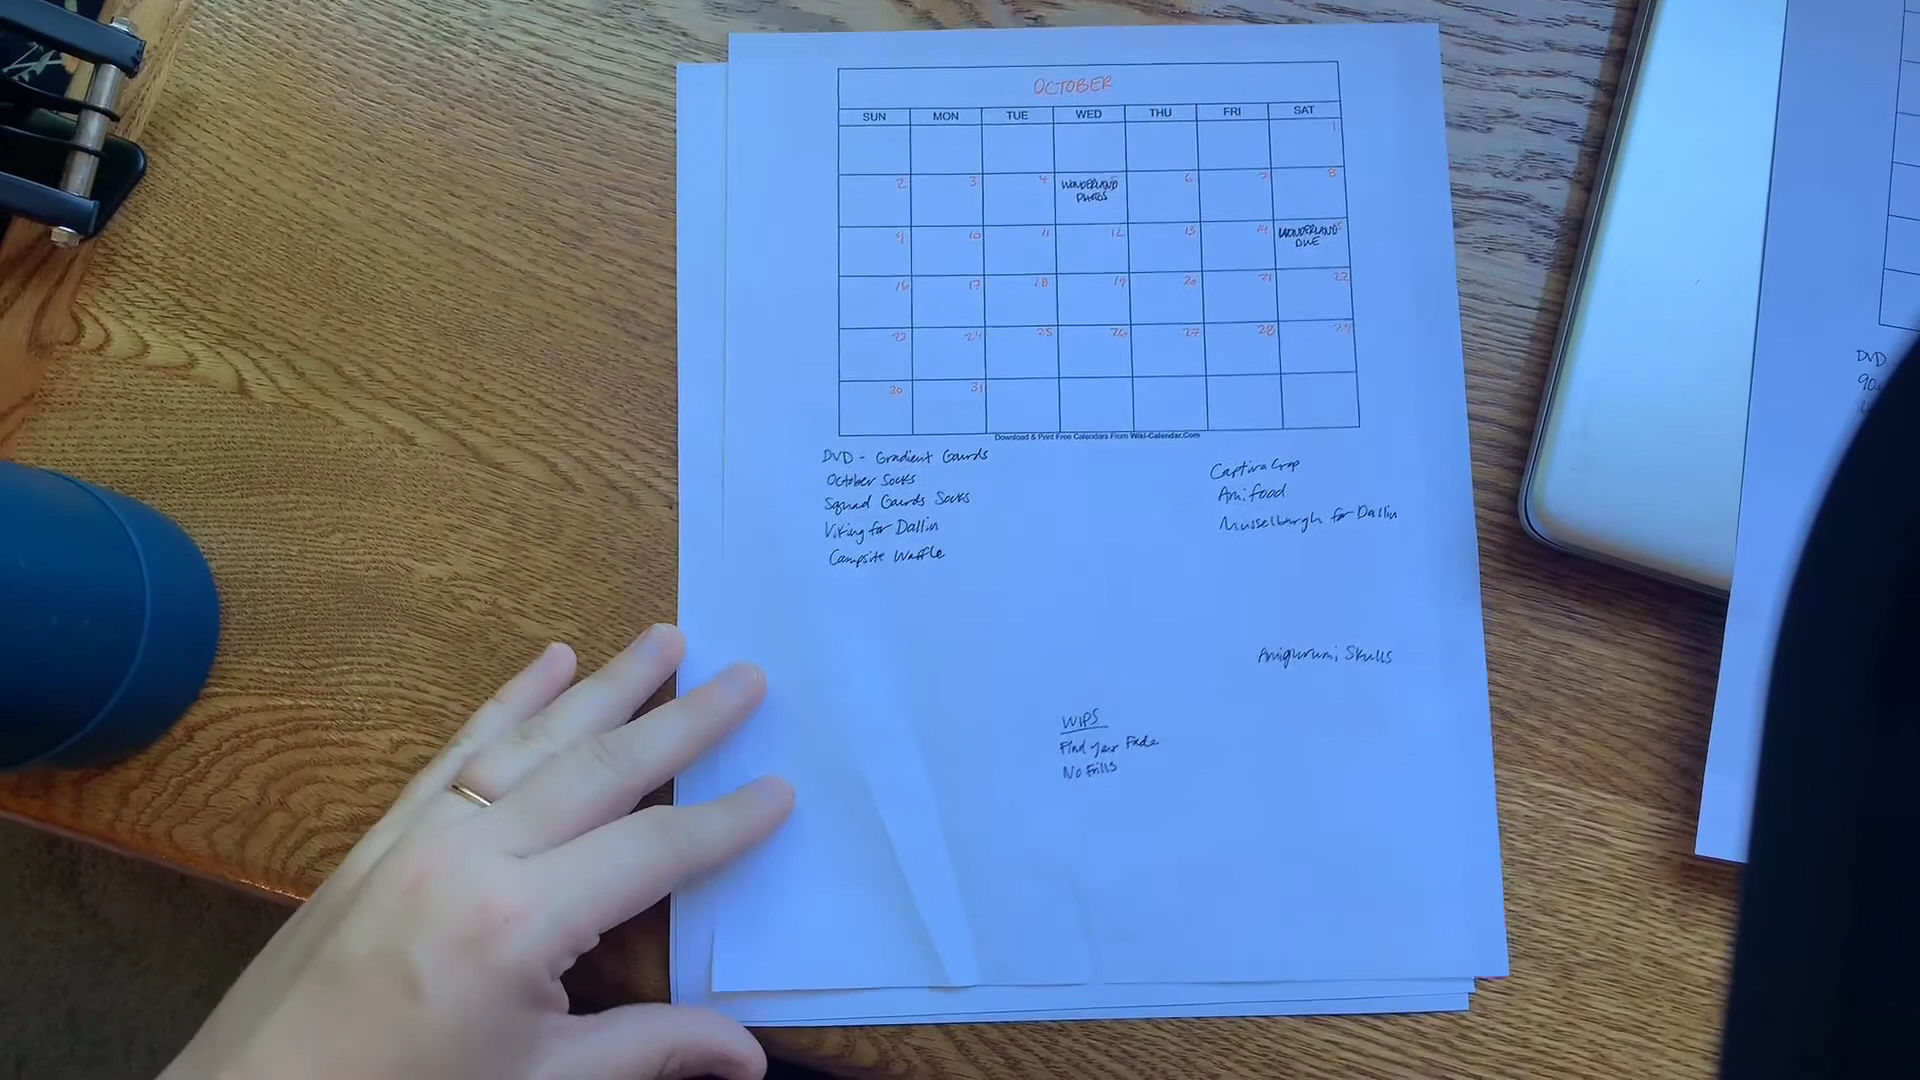 OCTOBER
SUN MON TUE WED THU FRI SAT
1
2 3 4 WONDERLAND PHOTOS 6 7 8
9 10 11 12 13 14 WONDERLAND DUE
16 17 18 19 20 21 22
23 24 25 26 27 28 29
30 31
Download & Print Free Calendars From Wiki-Calendar.Com
DVD - Gradient Gourds
October Socks
Squad Gourds Socks
Viking for Dallin
Campsite Waffle
Captiva Crop
Ami food
Musselburgh for Dallin
Amigurumi Skulls
WIPS
Find your Fade
No Frills
DVD